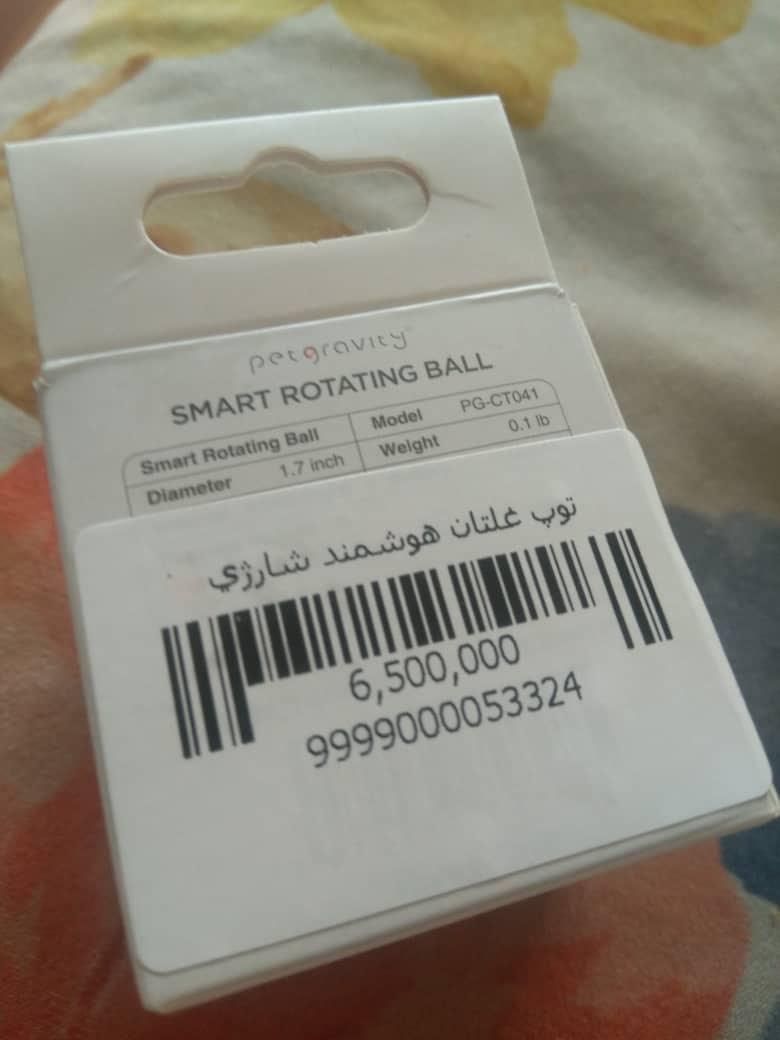 petgravity
SMART ROTATING BALL
Smart Rotating Ball Model PG-CT041
Diameter 1.7 inch Weight 0.1 lb
توپ غلتان هوشمند شارژي
6,500,000
9999000053324